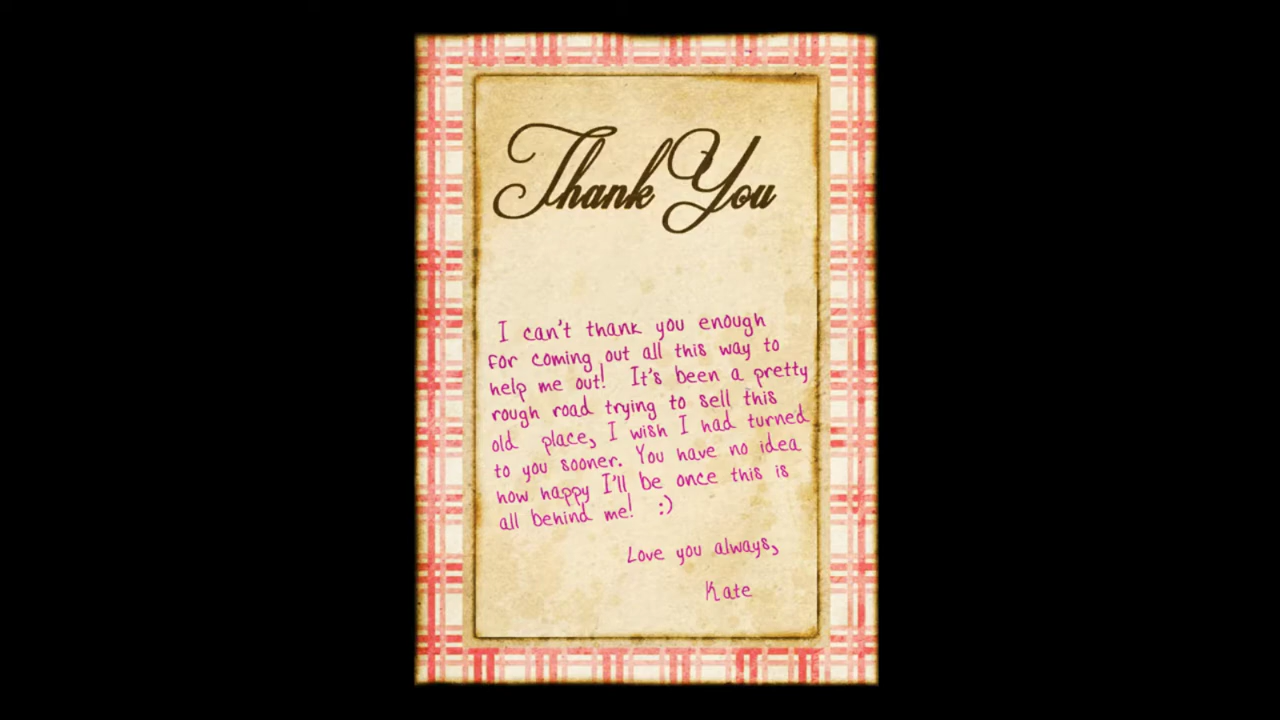 Thank You
I can't thank you enough
for coming out all this way to
help me out! It's been a pretty
rough road trying to sell this
old place, I wish I had turned
to you sooner. You have no idea
how happy I'll be once this is
all behind me! :)
Love you always,
Kate